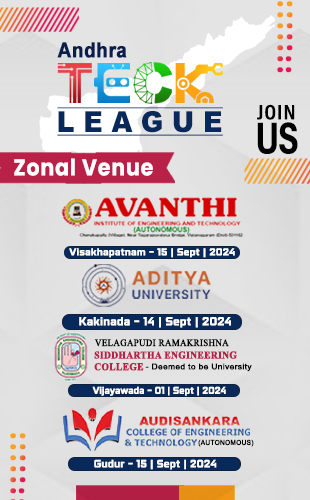 Andhra
TECK
LEAGUE
JOIN
US
Zonal Venue
AVANTHI
INSTITUTE OF ENGINEERING AND TECHNOLOGY
(AUTONOMOUS)
Visakhapatnam - 15 | Sept | 2024
ADITYA
UNIVERSITY
Kakinada - 14 | Sept | 2024
VELAGAPUDI RAMAKRISHNA
SIDDHARTHA ENGINEERING
COLLEGE - Deemed to be University
Vijayawada - 01 | Sept | 2024
AUDISANKARA
COLLEGE OF ENGINEERING
& TECHNOLOGY (AUTONOMOUS)
Gudur - 15 | Sept | 2024